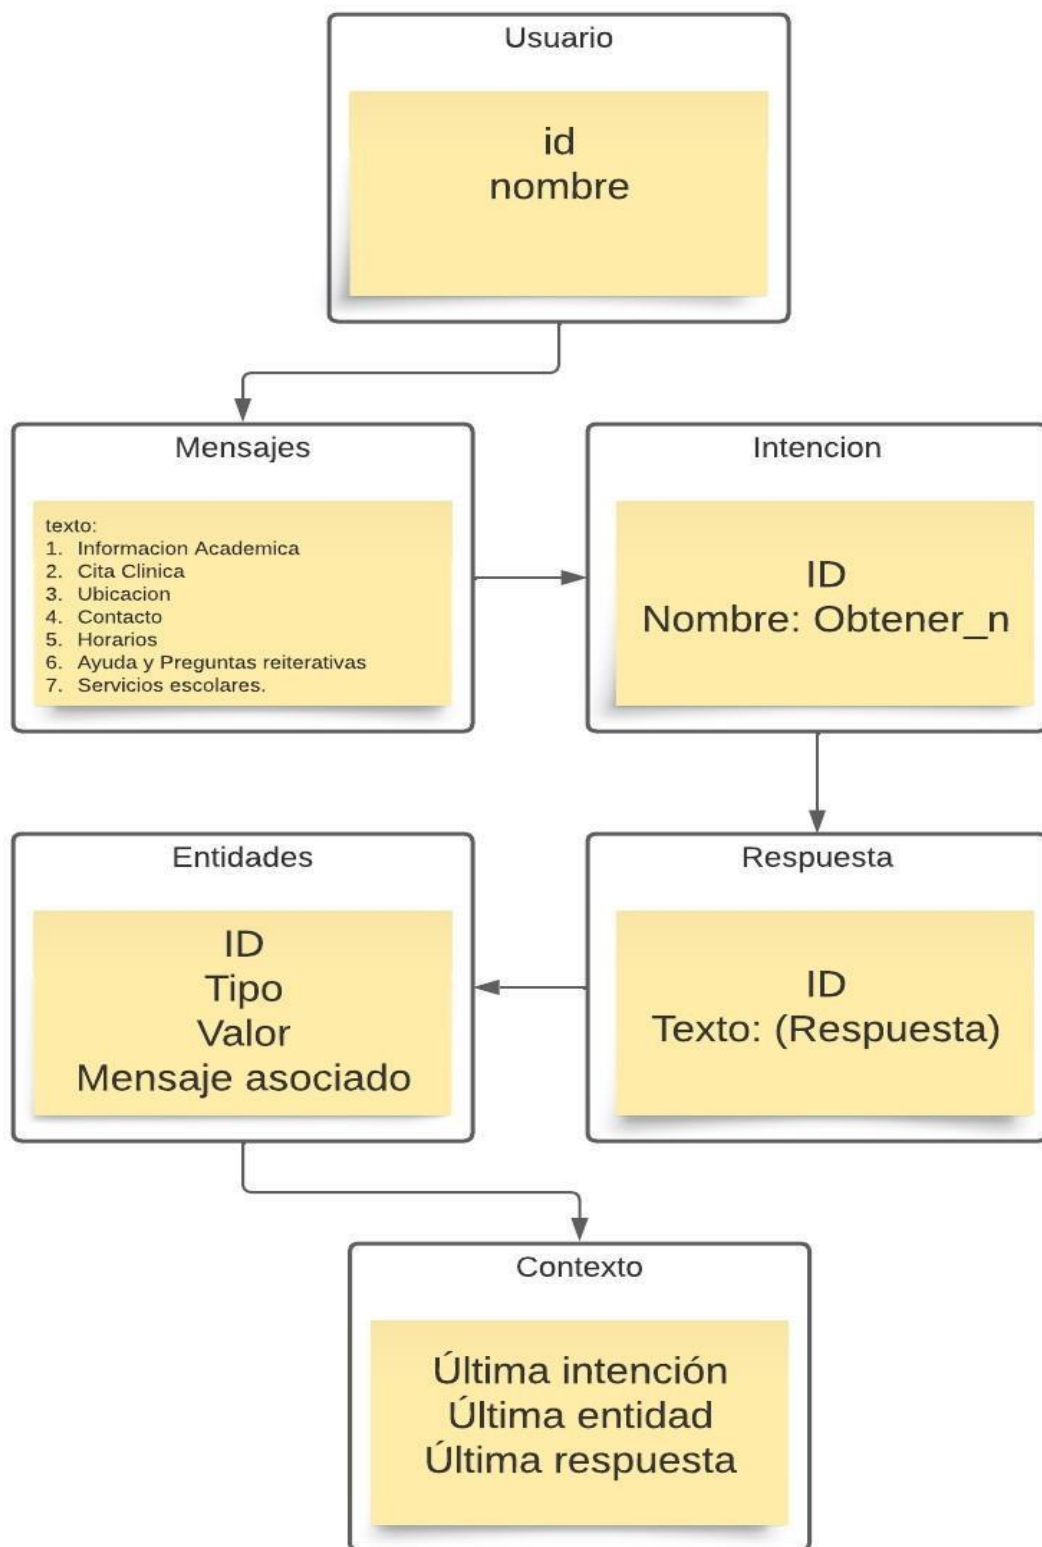 Usuario
id
nombre
Mensajes
texto:
1. Informacion Academica
2. Cita Clinica
3. Ubicacion
4. Contacto
5. Horarios
6. Ayuda y Preguntas reiterativas
7. Servicios escolares.
Intencion
ID
Nombre: Obtener_n
Entidades
ID
Tipo
Valor
Mensaje asociado
Respuesta
ID
Texto: (Respuesta)
Contexto
Última intención
Última entidad
Última respuesta